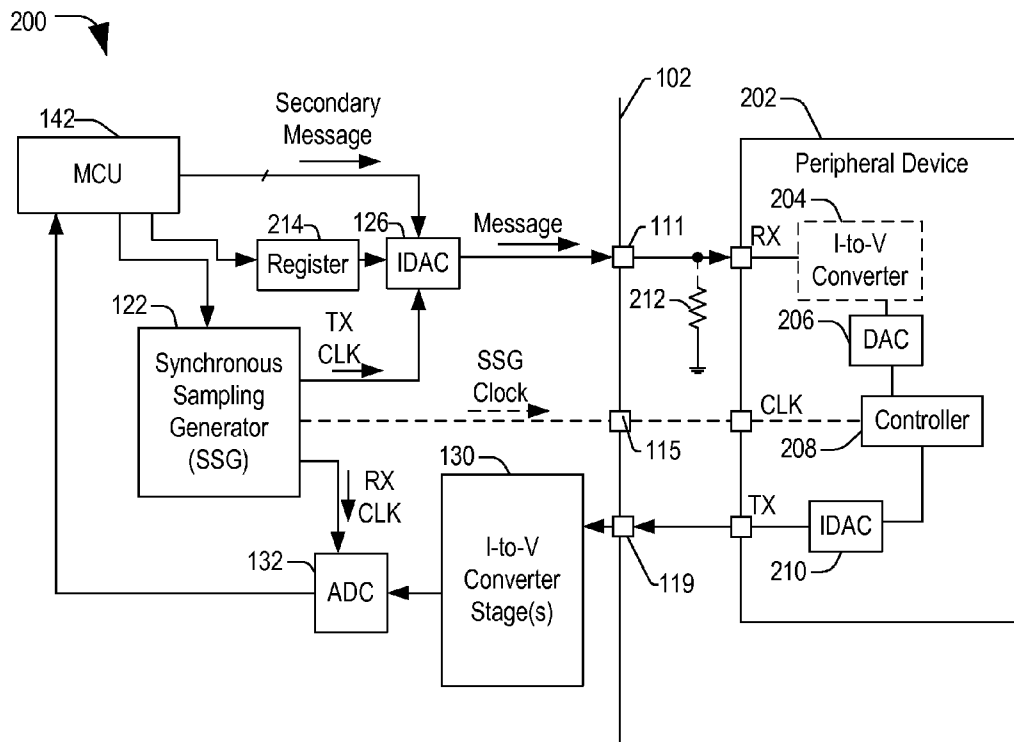 200
102
202
142
MCU
Secondary
Message
Peripheral Device
204
I-to-V
Converter
214
Register
126
IDAC
Message
111
RX
212
206
DAC
122
Synchronous
Sampling
Generator
(SSG)
TX
CLK
SSG
Clock
115
CLK
Controller
208
RX
CLK
130
I-to-V
Converter
Stage(s)
119
TX
IDAC
210
132
ADC